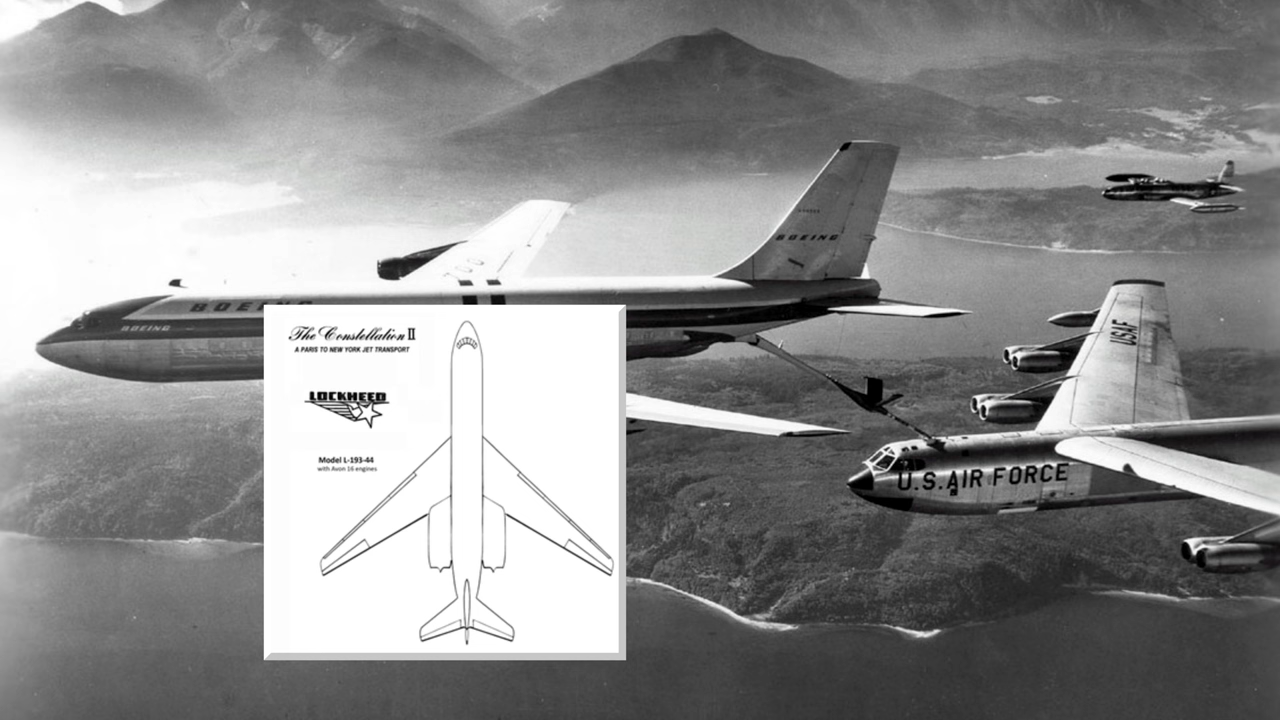 BOEING
BOEING
700
BOEING
USAF
U.S. AIR FORCE
The Constellation II
A PARIS TO NEW YORK JET TRANSPORT
LOCKHEED
Model L-193-44
with Avon 16 engines